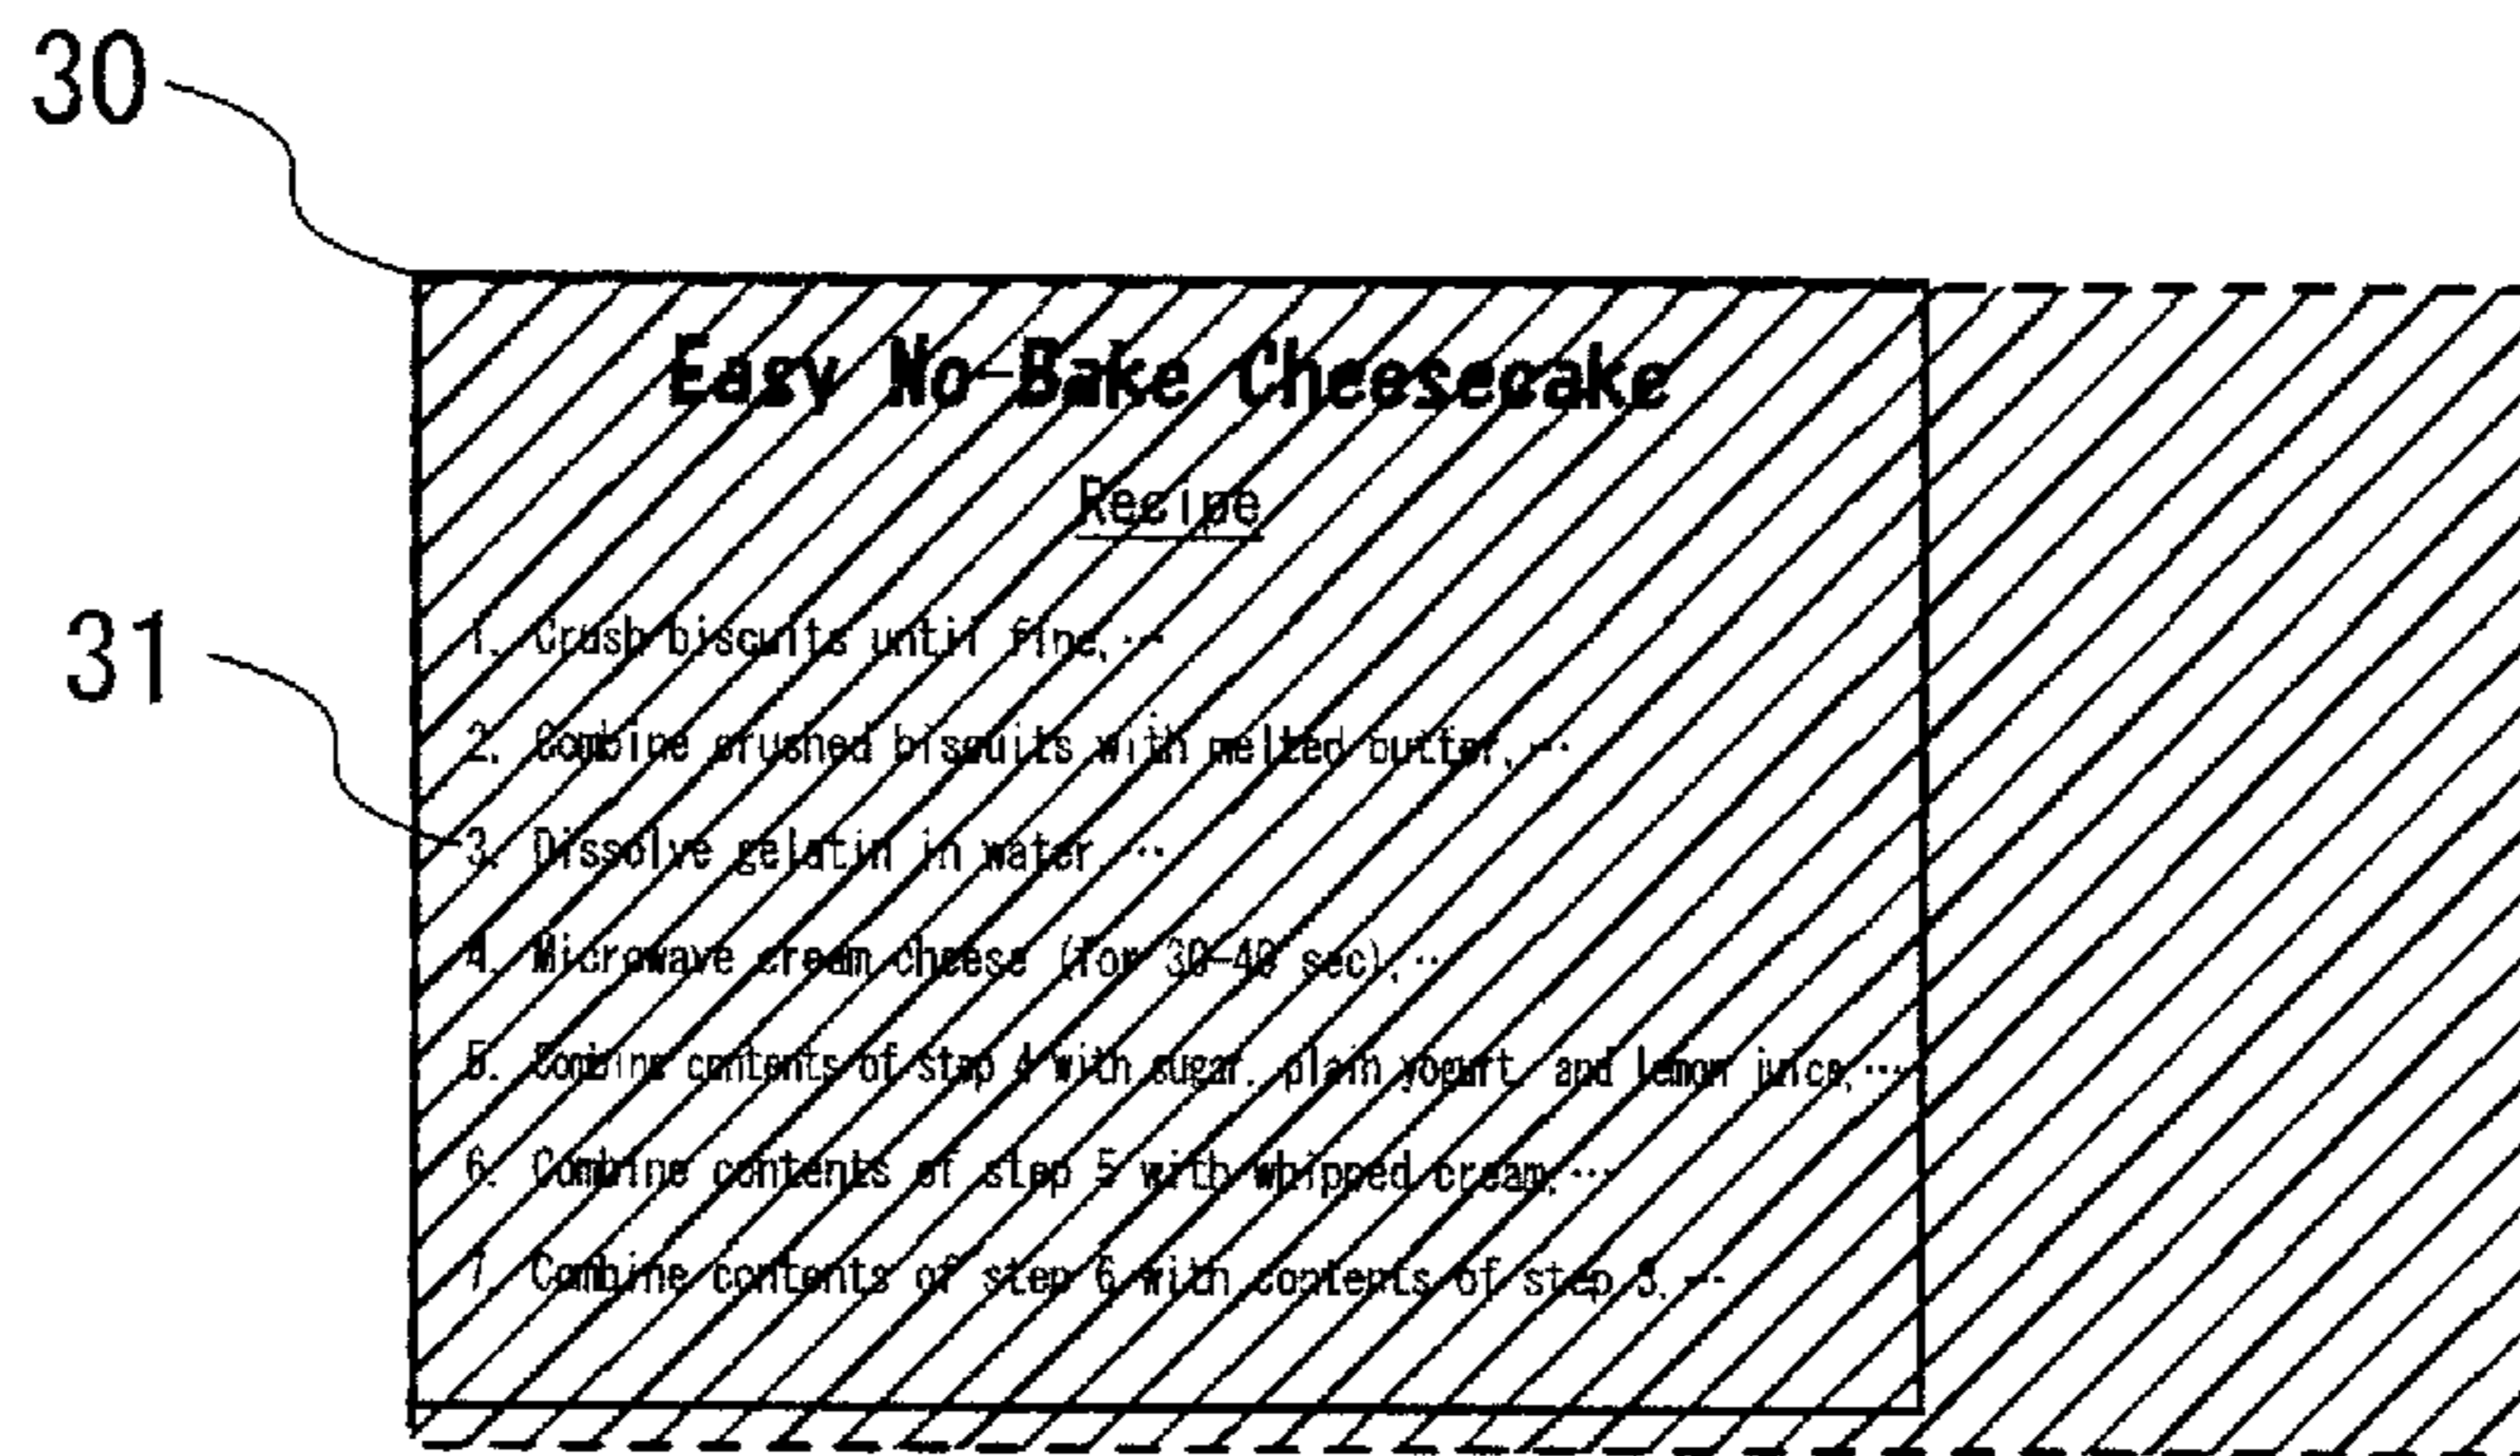 30
Easy No-Bake Cheesecake
Recipe
31
1. Crush biscuits until fine,…
2. Combine crushed biscuits with melted butter,…
3. Dissolve gelatin in water…
4. Microwave cream cheese (for 30-40 sec),…
5. Combine contents of step 4 with sugar, plain yogurt, and lemon juice,…
6. Combine contents of step 5 with whipped cream,…
7. Combine contents of step 6 with contents of step